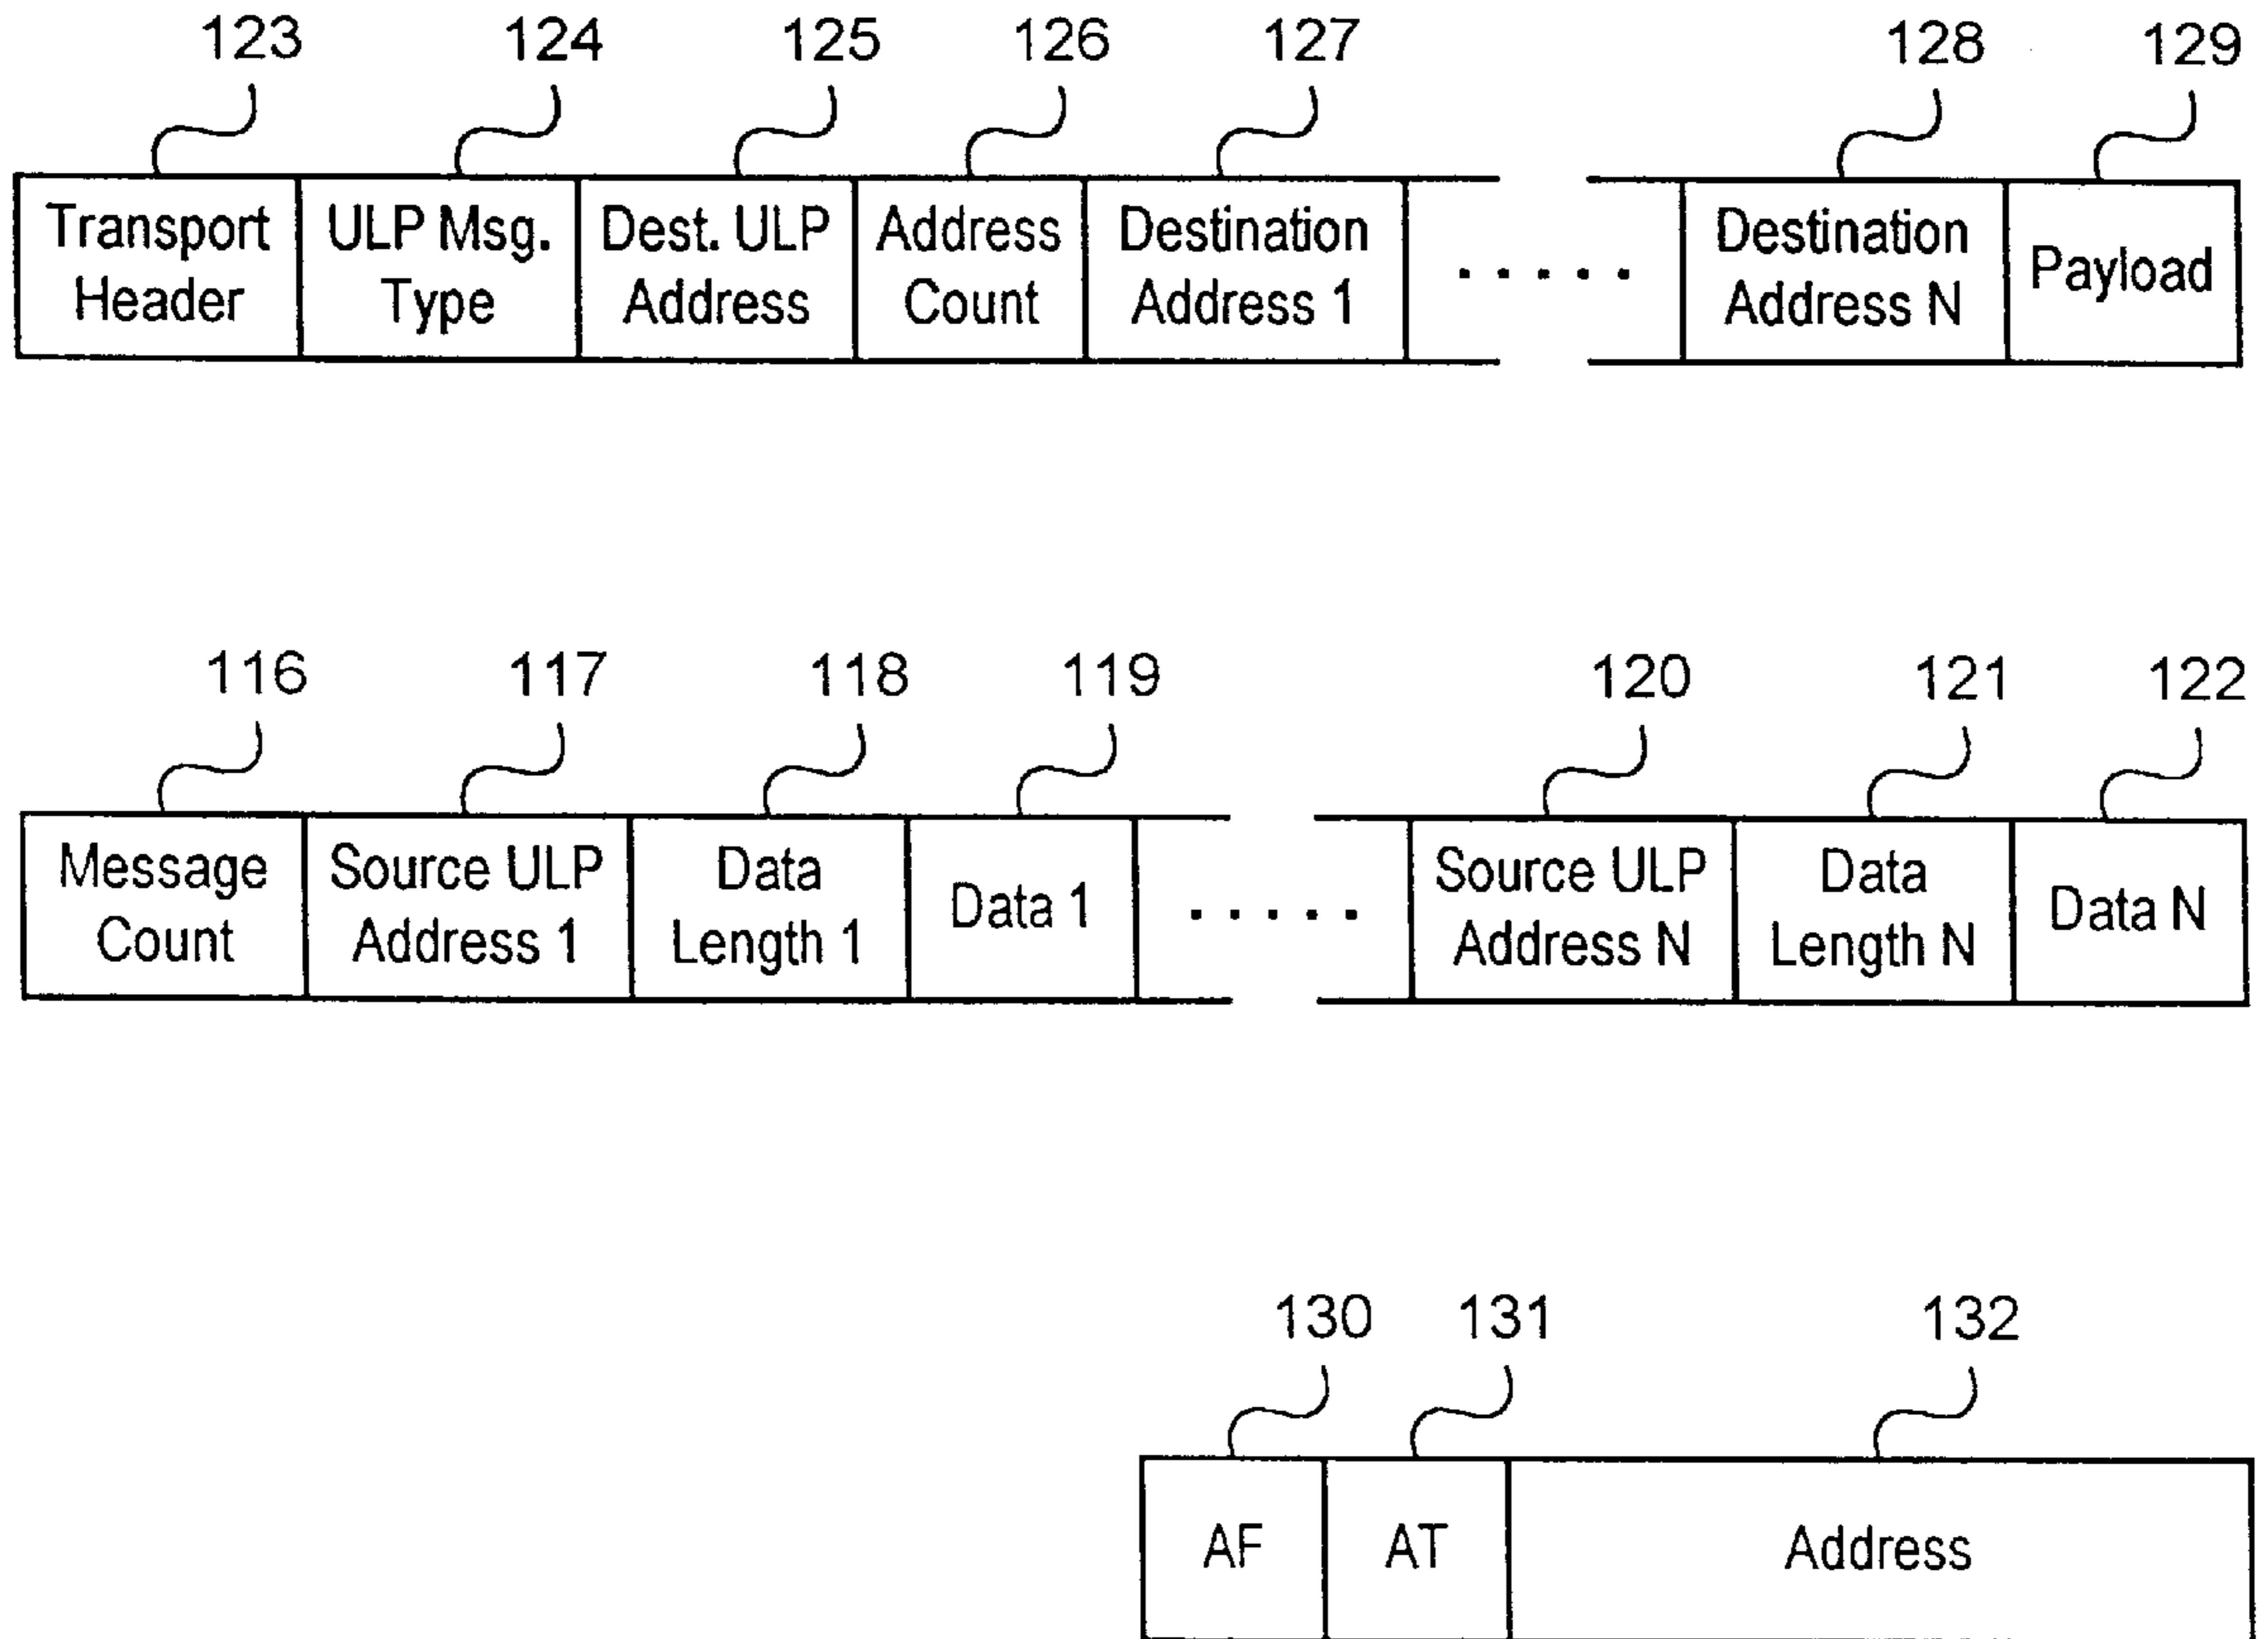 123 124 125 126 127 128 129
Transport Header
ULP Msg. Type
Dest. ULP Address
Address Count
Destination Address 1
.....
Destination Address N
Payload
116 117 118 119 120 121 122
Message Count
Source ULP Address 1
Data Length 1
Data 1
.....
Source ULP Address N
Data Length N
Data N
130 131 132
AF
AT
Address